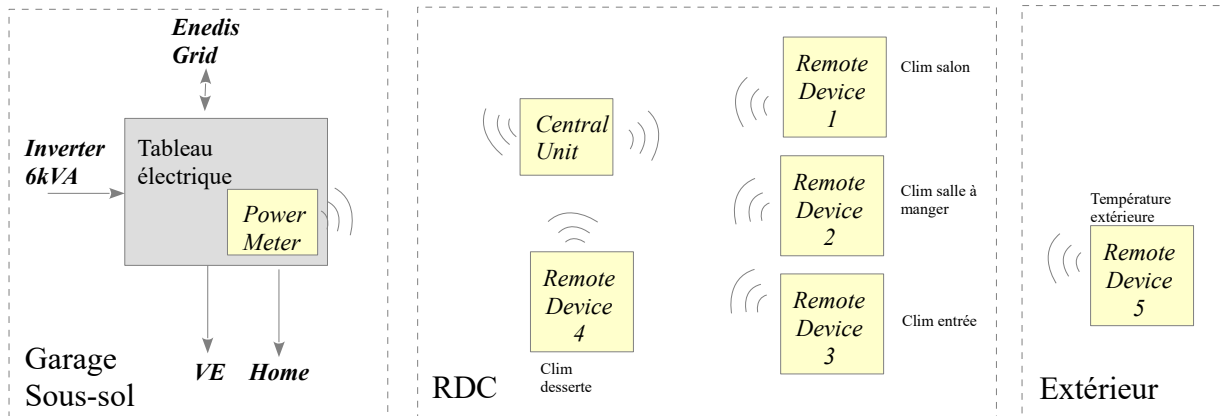 Enedis
Grid
Inverter
6kVA
Tableau
électrique
Power
Meter
VE
Home
Garage
Sous-sol
Central
Unit
Remote
Device
4
Clim
desserte
Remote
Device
1
Clim salon
Remote
Device
2
Clim salle à
manger
Remote
Device
3
Clim entrée
RDC
Température
extérieure
Remote
Device
5
Extérieur